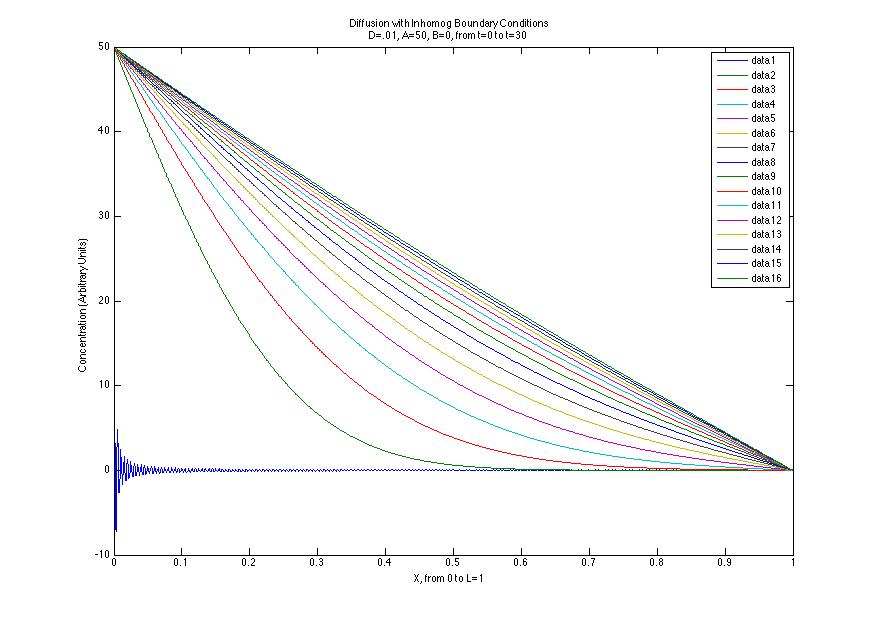 Diffusion with Inhomog Boundary Conditions
D=.01, A=50, B=0, from t=0 to t=30
50
40
30
20
10
0
-10
Concentration (Arbitrary Units)
0 0.1 0.2 0.3 0.4 0.5 0.6 0.7 0.8 0.9 1
X, from 0 to L=1
data1
data2
data3
data4
data5
data6
data7
data8
data9
data10
data11
data12
data13
data14
data15
data16